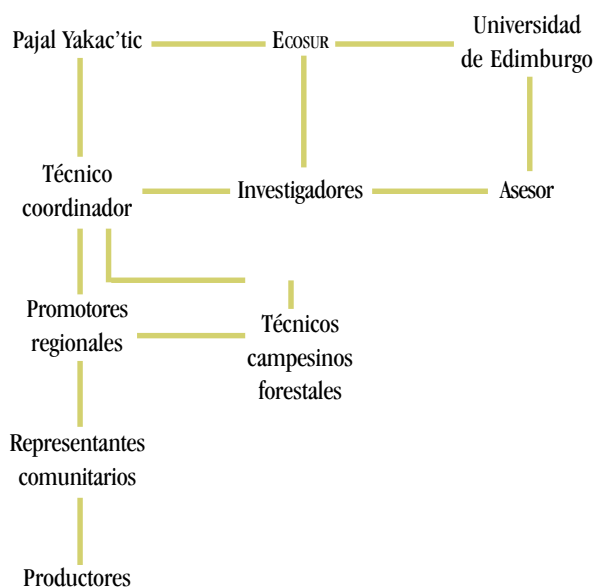 Pajal Yakac’tic
ECOSUR
Universidad
de Edimburgo
Técnico
coordinador
Investigadores
Asesor
Promotores
regionales
Técnicos
campesinos
forestales
Representantes
comunitarios
Productores